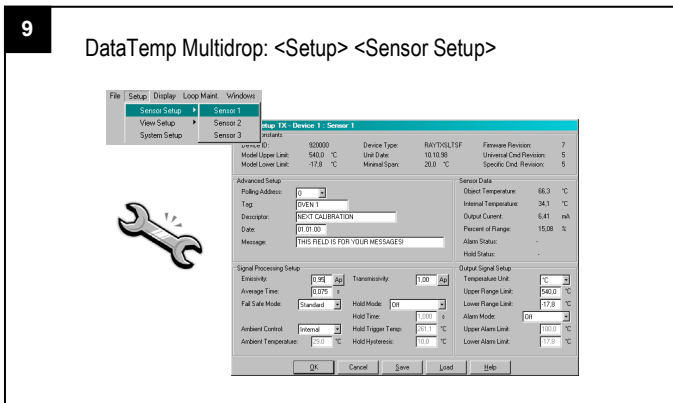 9
DataTemp Multidrop: <Setup> <Sensor Setup>
File Setup Display Loop Maint. Windows
Sensor Setup Sensor 1
View Setup Sensor 2
System Setup Sensor 3
Setup TX - Device 1 : Sensor 1
Device ID: 920000 Device Type: RAYTXSLTSF Firmware Revision: 7
Model Upper Limit: 540,0 °C Unit Date: 10.10.98 Universal Cmd Revision: 5
Model Lower Limit: -17,8 °C Minimal Span: 20,0 °C Specific Cmd. Revision: 5
Advanced Setup Sensor Data
Polling Address: 0 Object Temperature: 66,3 °C
Tag: OVEN 1 Internal Temperature: 34,1 °C
Descriptor: NEXT CALIBRATION Output Current: 6,41 mA
Date: 01.01.00 Percent of Range: 15,08 %
Message: THIS FIELD IS FOR YOUR MESSAGES! Alarm Status: -
Hold Status: -
Signal Processing Setup Output Signal Setup
Emissivity: 0,95 Ap Transmissivity: 1,00 Ap Temperature Unit: °C
Average Time: 0,075 s Upper Range Limit: 540,0 °C
Fail Safe Mode: Standard Hold Mode: Off Lower Range Limit: -17,8 °C
Hold Time: 1,000 s Alarm Mode: Off
Ambient Control: Internal Hold Trigger Temp: 261,1 °C Upper Alarm Limit: 100,0 °C
Ambient Temperature: 29,0 °C Hold Hysteresis: 10,0 °C Lower Alarm Limit: -17,8 °C
OK Cancel Save Load Help